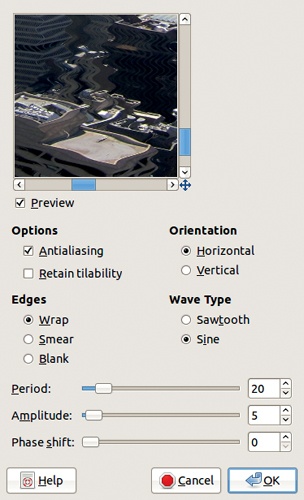 Preview
Options
Orientation
Antialiasing
Horizontal
Retain tilability
Vertical
Edges
Wave Type
Wrap
Sawtooth
Smear
Sine
Blank
Period: 20
Amplitude: 5
Phase shift: 0
Help
Cancel
OK